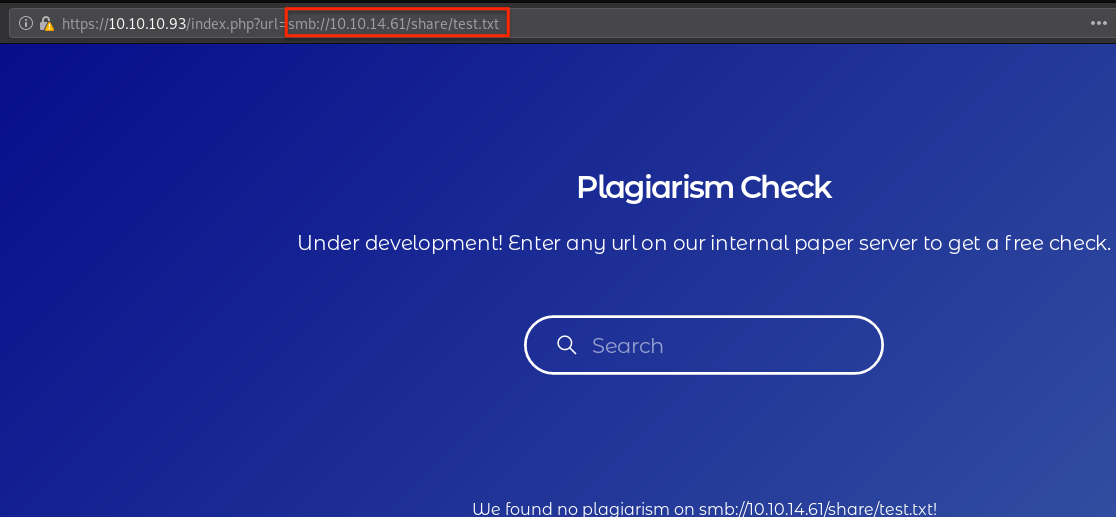 https://10.10.10.93/index.php?url=smb://10.10.14.61/share/test.txt
Plagiarism Check
Under development! Enter any url on our internal paper server to get a free check.
Search
We found no plagiarism on smb://10.10.14.61/share/test.txt!